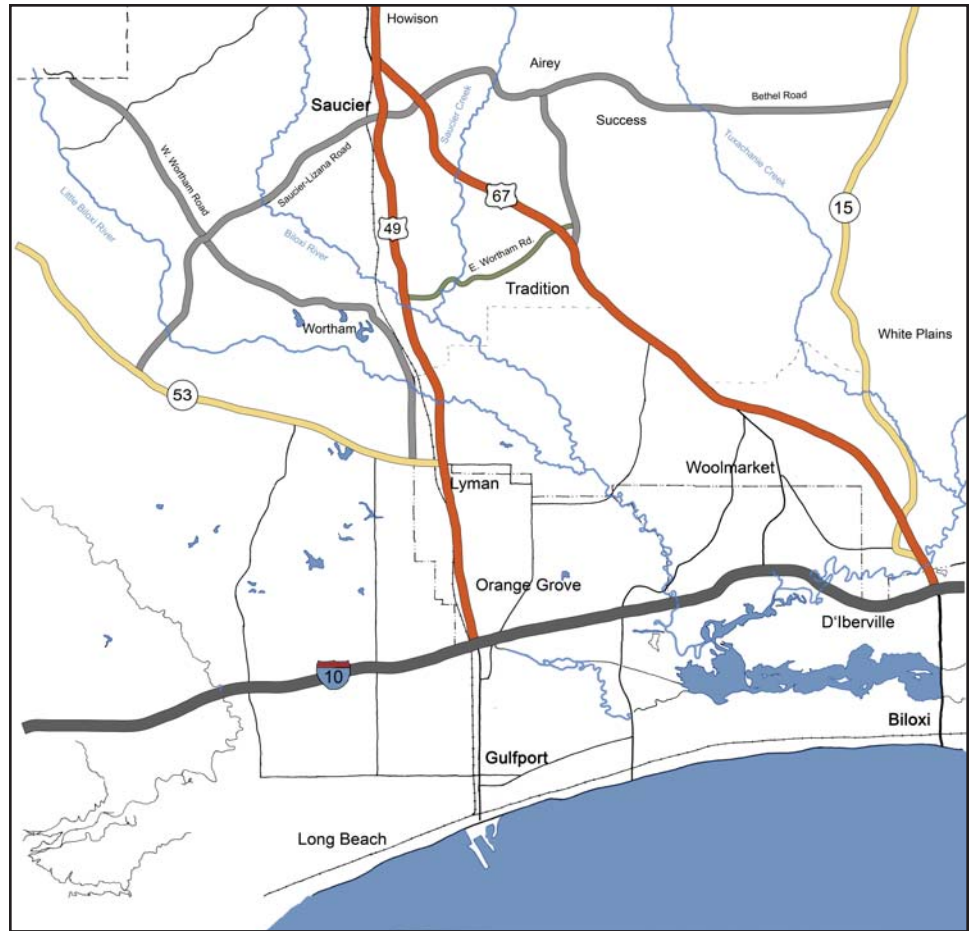 Howison
Airey
Saucier
Saucier Creek
Bethel Road
Success
W. Wortham Road
Saucier-Lizana Road
Tuxachanie Creek
Little Biloxi River
67
15
49
Biloxi River
E. Wortham Rd.
Tradition
Wortham
White Plains
53
Woolmarket
Lyman
Orange Grove
D'Iberville
10
Biloxi
Gulfport
Long Beach